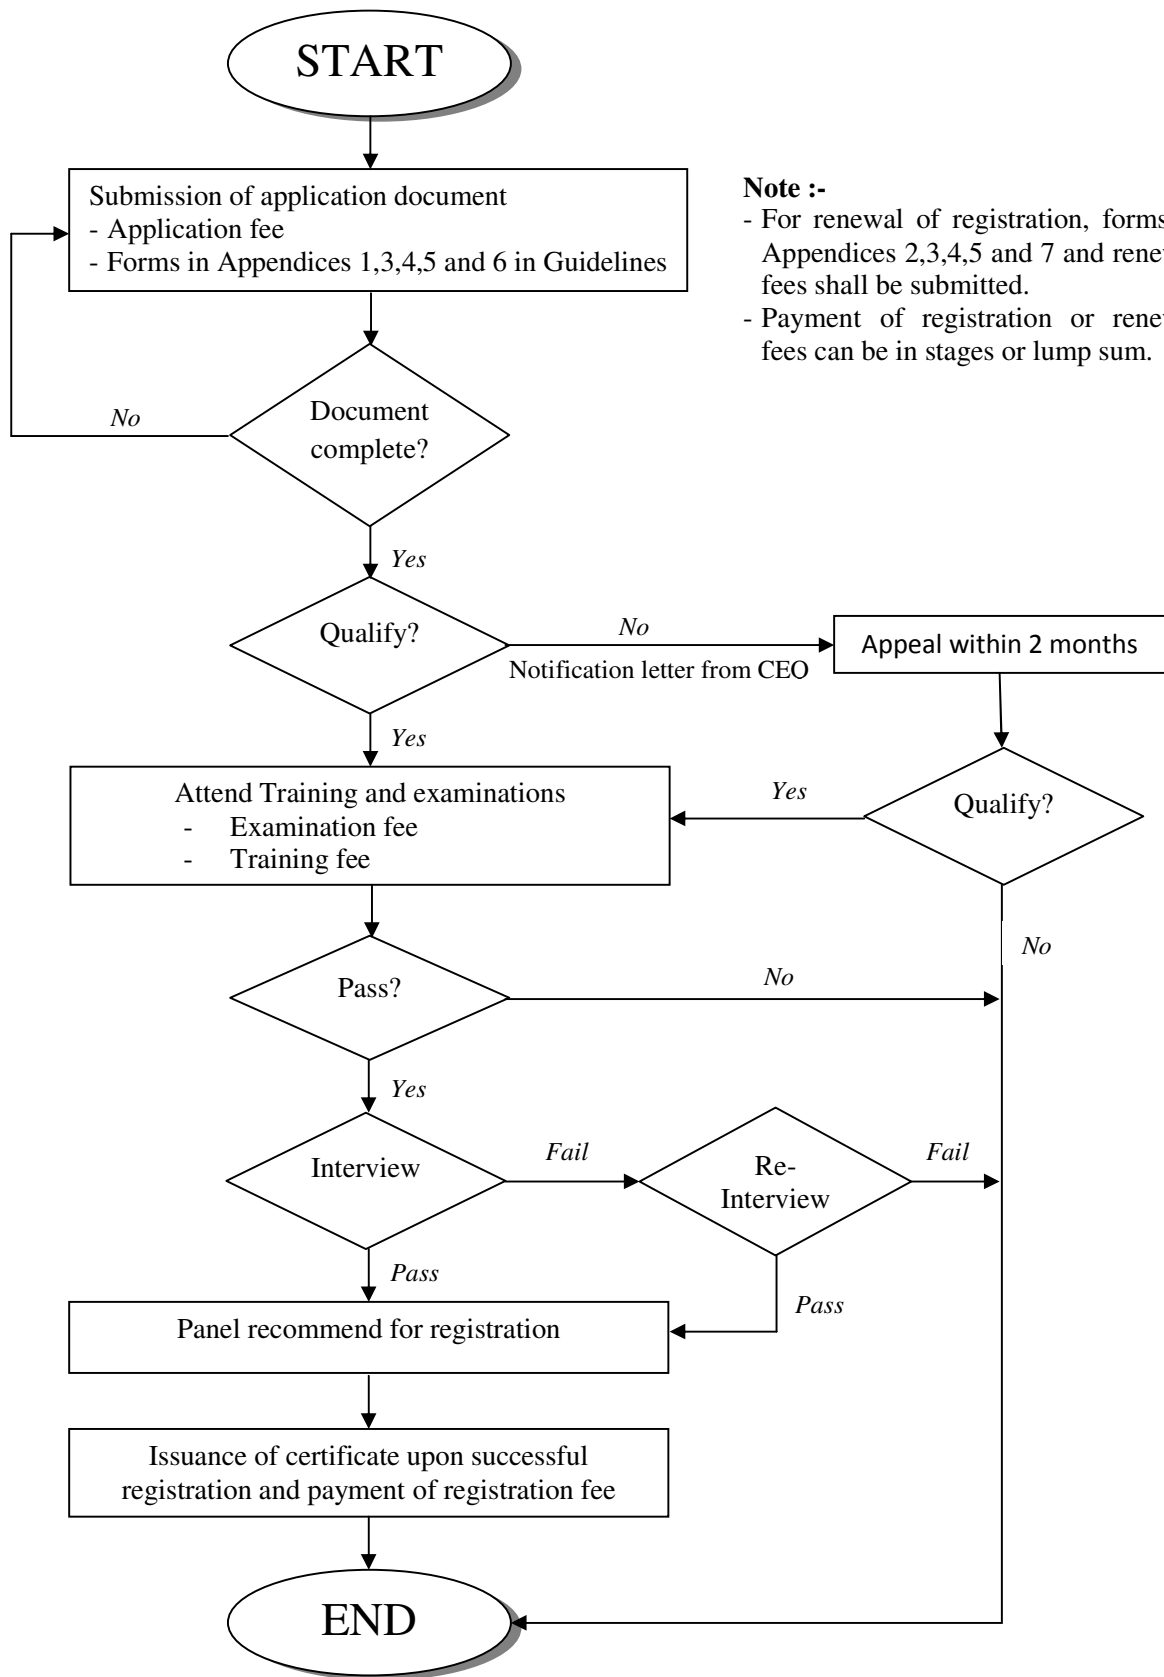 START
Submission of application document
- Application fee
- Forms in Appendices 1,3,4,5 and 6 in Guidelines
Note :-
- For renewal of registration, forms
Appendices 2,3,4,5 and 7 and
fees shall be submitted.
- Payment of registration or
fees can be in stages or lump sum.
No
Document
complete?
Yes
Qualify?
No
Notification letter from CEO
Appeal within 2 months
Yes
Attend Training and examinations
- Examination fee
- Training fee
Yes
Qualify?
No
Pass?
No
Yes
Interview
Fail
Re-
Interview
Fail
Pass
Pass
Panel recommend for registration
Issuance of certificate upon successful
registration and payment of registration fee
END